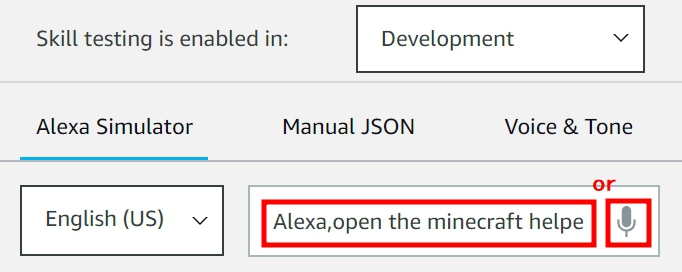 Skill testing is enabled in: Development
Alexa Simulator Manual JSON Voice & Tone
or
English (US) Alexa,open the minecraft helpe